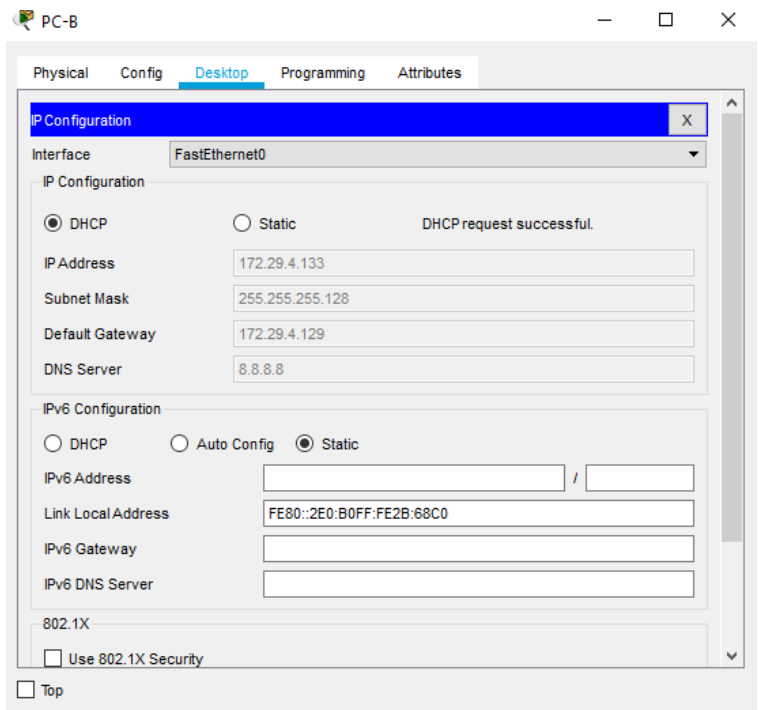 PC-B
Physical Config Desktop Programming Attributes
IP Configuration X
Interface FastEthernet0
IP Configuration
DHCP Static DHCP request successful.
IP Address 172.29.4.133
Subnet Mask 255.255.255.128
Default Gateway 172.29.4.129
DNS Server 8.8.8.8
IPv6 Configuration
DHCP Auto Config Static
IPv6 Address /
Link Local Address FE80::2E0:B0FF:FE2B:68C0
IPv6 Gateway
IPv6 DNS Server
802.1X
Use 802.1X Security
Top